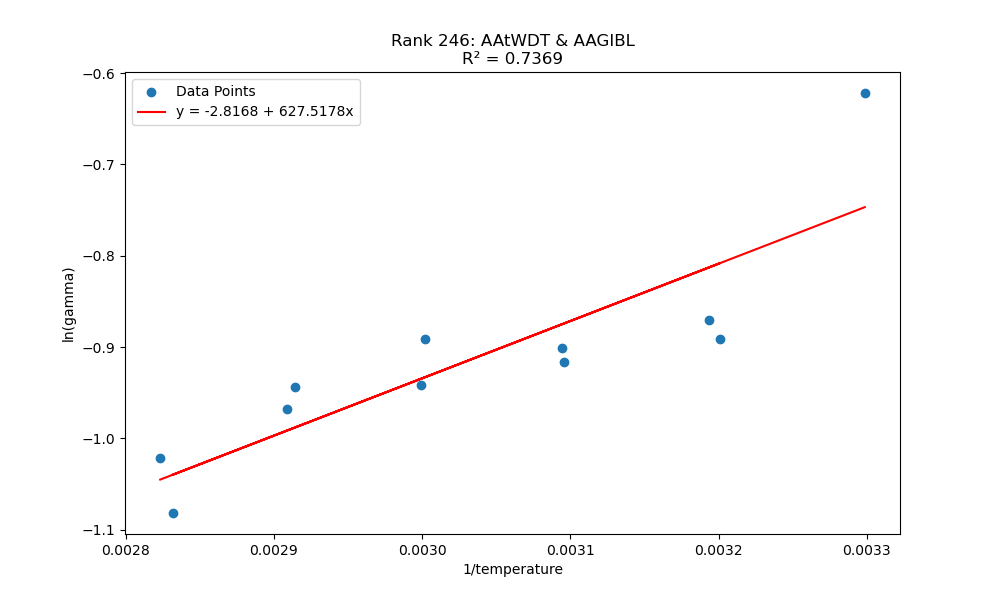 Rank 246: AAtWDT & AAGIBL
R² = 0.7369
Data Points
y = -2.8168 + 627.5178x
ln(gamma)
−0.6
−0.7
−0.8
−0.9
−1.0
−1.1
0.0028 0.0029 0.0030 0.0031 0.0032 0.0033
1/temperature